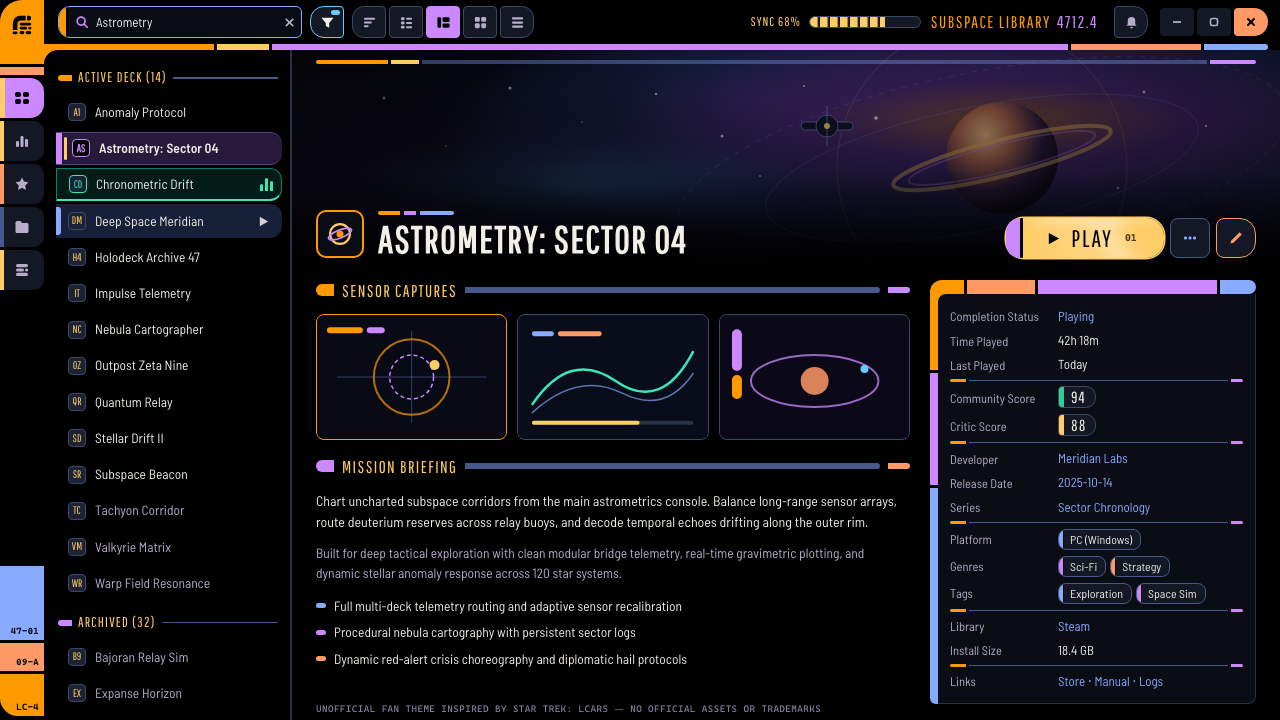 Astrometry
SYNC 68%
SUBSPACE LIBRARY 4712.4
ACTIVE DECK (14)
A1 Anomaly Protocol
AS Astrometry: Sector 04
CD Chronometric Drift
DM Deep Space Meridian
H4 Holodeck Archive 47
IT Impulse Telemetry
NC Nebula Cartographer
OZ Outpost Zeta Nine
QR Quantum Relay
SD Stellar Drift II
SR Subspace Beacon
TC Tachyon Corridor
VM Valkyrie Matrix
WR Warp Field Resonance
ARCHIVED (32)
B9 Bajoran Relay Sim
EX Expanse Horizon
47-01
09-A
LC-4
ASTROMETRY: SECTOR 04
PLAY 01
SENSOR CAPTURES
MISSION BRIEFING
Chart uncharted subspace corridors from the main astrometrics console. Balance long-range sensor arrays,
route deuterium reserves across relay buoys, and decode temporal echoes drifting along the outer rim.
Built for deep tactical exploration with clean modular bridge telemetry, real-time gravimetric plotting, and
dynamic stellar anomaly response across 120 star systems.
Full multi-deck telemetry routing and adaptive sensor recalibration
Procedural nebula cartography with persistent sector logs
Dynamic red-alert crisis choreography and diplomatic hail protocols
UNOFFICIAL FAN THEME INSPIRED BY STAR TREK: LCARS — NO OFFICIAL ASSETS OR TRADEMARKS
Completion Status Playing
Time Played 42h 18m
Last Played Today
Community Score 94
Critic Score 88
Developer Meridian Labs
Release Date 2025-10-14
Series Sector Chronology
Platform PC (Windows)
Genres Sci-Fi Strategy
Tags Exploration Space Sim
Library Steam
Install Size 18.4 GB
Links Store · Manual · Logs